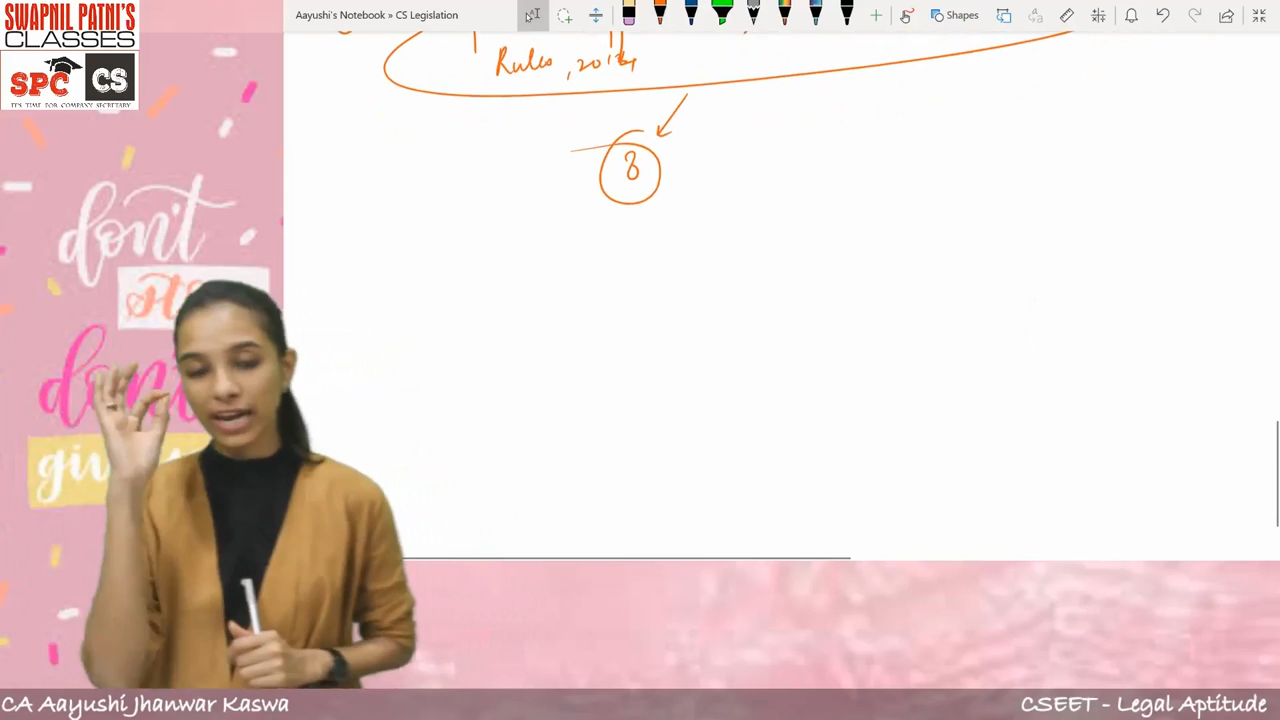 SWAPNIL PATNI'S
CLASSES
SPC CS
IT'S TIME FOR COMPANY SECRETARY
Aayushi's Notebook » CS Legislation
Shapes
Rules, 2014
8
don't
don't
CA Aayushi Jhanwar Kaswa
CSEET - Legal Aptitude